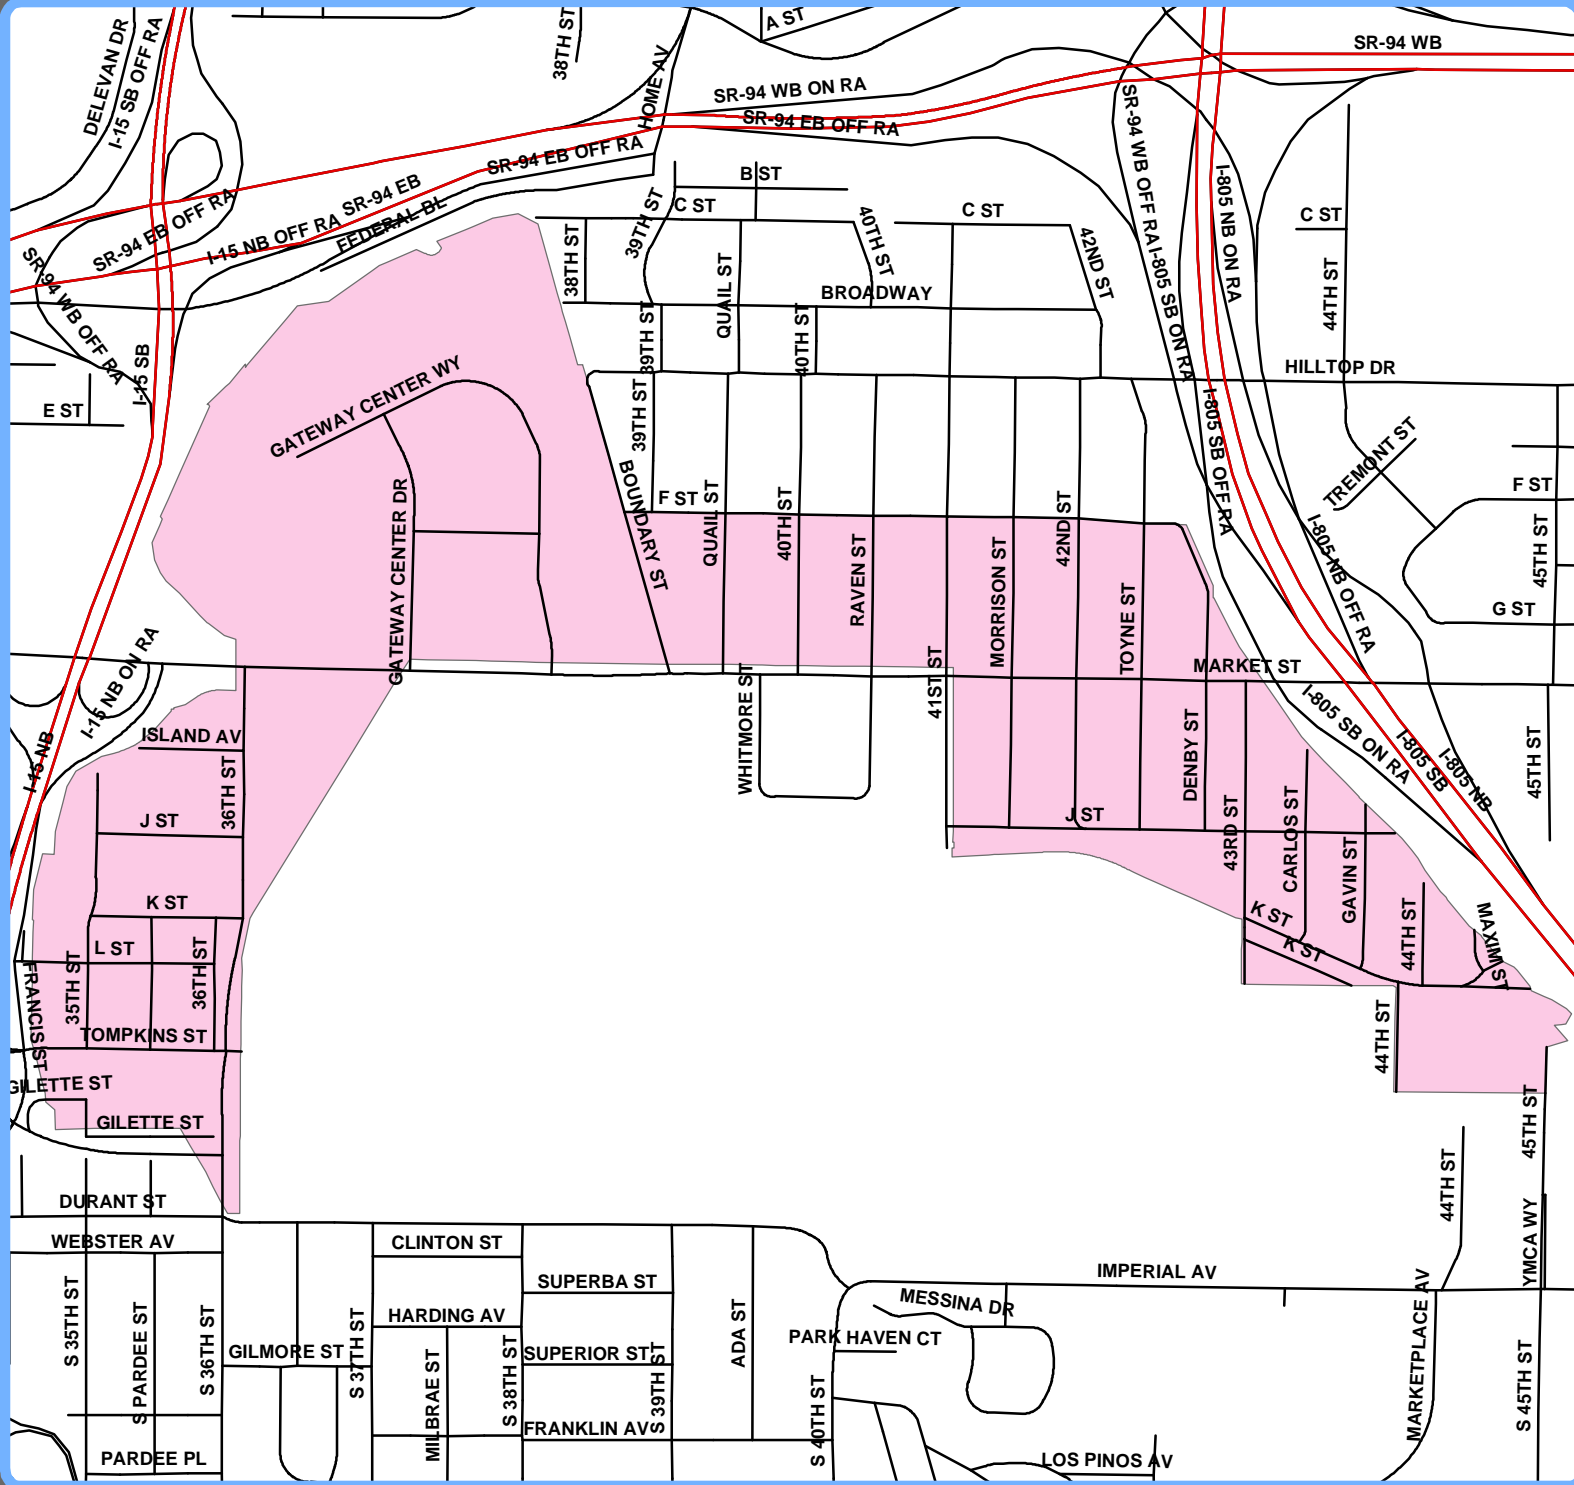 DELEVAN DR
I-15 SB OFF RA
38TH ST
HOME AV
A ST
SR-94 WB
SR-94 WB ON RA
SR-94 EB OFF RA
SR-94 EB OFF RA
SR-94 EB
SR-94 EB OFF RA
I-15 NB OFF RA
FEDERAL BL
SR-94 WB OFF RA
SR-94 WB OFF RA
I-805 SB ON RA
I-805 NB ON RA
B ST
C ST
C ST
C ST
39TH ST
38TH ST
40TH ST
42ND ST
QUAIL ST
BROADWAY
44TH ST
39TH ST
40TH ST
I-15 SB
E ST
HILLTOP DR
GATEWAY CENTER WY
39TH ST
I-805 SB OFF RA
TREMONT ST
BOUNDARY ST
F ST
QUAIL ST
40TH ST
42ND ST
F ST
45TH ST
GATEWAY CENTER DR
RAVEN ST
MORRISON ST
TOYNE ST
I-805 NB OFF RA
G ST
I-15 NB ON RA
MARKET ST
41ST ST
WHITMORE ST
I-15 NB
ISLAND AV
36TH ST
DENBY ST
I-805 SB ON RA
I-805 SB
I-805 NB
45TH ST
J ST
J ST
43RD ST
CARLOS ST
GAVIN ST
K ST
K ST
K ST
L ST
36TH ST
35TH ST
44TH ST
MAXIM ST
FRANCIS ST
TOMPKINS ST
44TH ST
GILETTE ST
GILETTE ST
45TH ST
44TH ST
DURANT ST
WEBSTER AV
CLINTON ST
YMCA WY
IMPERIAL AV
SUPERBA ST
MESSINA DR
HARDING AV
S 35TH ST
S PARDEE ST
S 36TH ST
GILMORE ST
S 37TH ST
MILBRAE ST
S 38TH ST
SUPERIOR ST
S 39TH ST
ADA ST
PARK HAVEN CT
S 40TH ST
MARKETPLACE AV
S 45TH ST
FRANKLIN AV
PARDEE PL
LOS PINOS AV